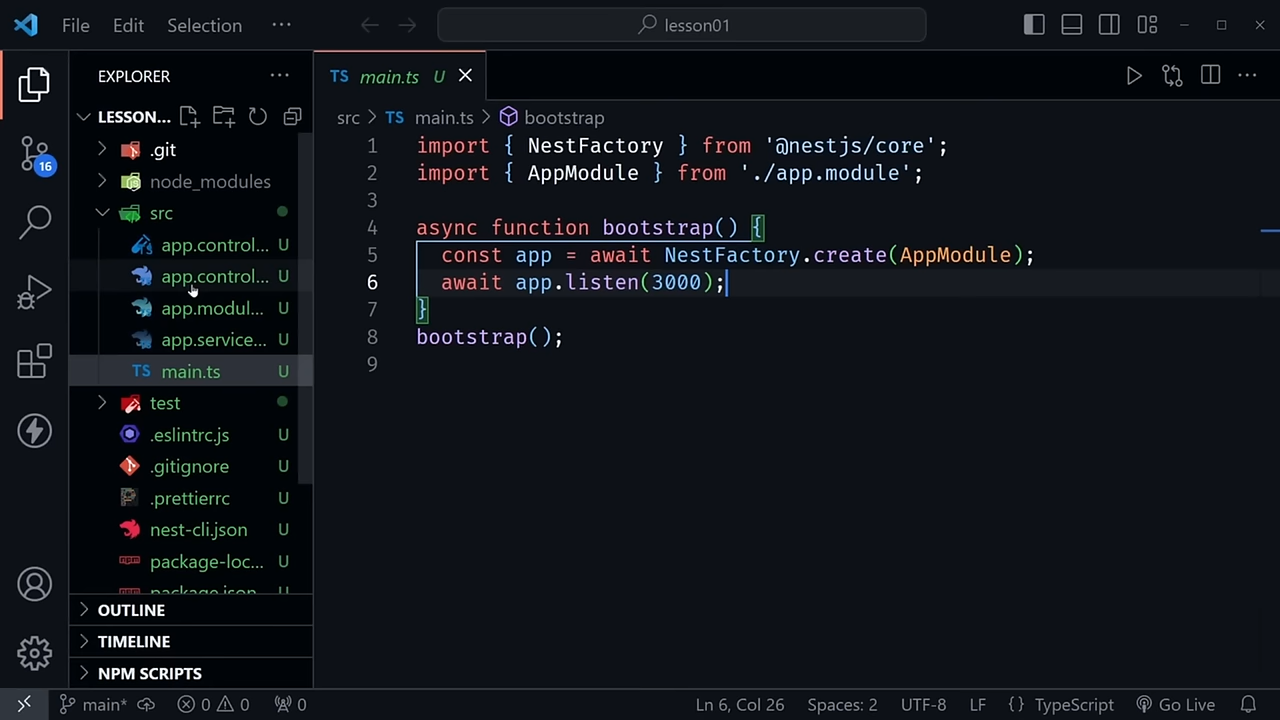 File Edit Selection ···
lesson01
EXPLORER ···
LESSON...
.git
node_modules
src
app.control... U
app.control... U
app.modul... U
app.service... U
TS main.ts U
test
.eslintrc.js U
.gitignore U
.prettierrc U
nest-cli.json U
package-loc... U
package.json U
OUTLINE
TIMELINE
NPM SCRIPTS
16
TS main.ts U
src > TS main.ts > bootstrap
1 import { NestFactory } from '@nestjs/core';
2 import { AppModule } from './app.module';
3
4 async function bootstrap() {
5 const app = await NestFactory.create(AppModule);
6 await app.listen(3000);
7 }
8 bootstrap();
9
main* 0 0 0 Ln 6, Col 26 Spaces: 2 UTF-8 LF {} TypeScript Go Live